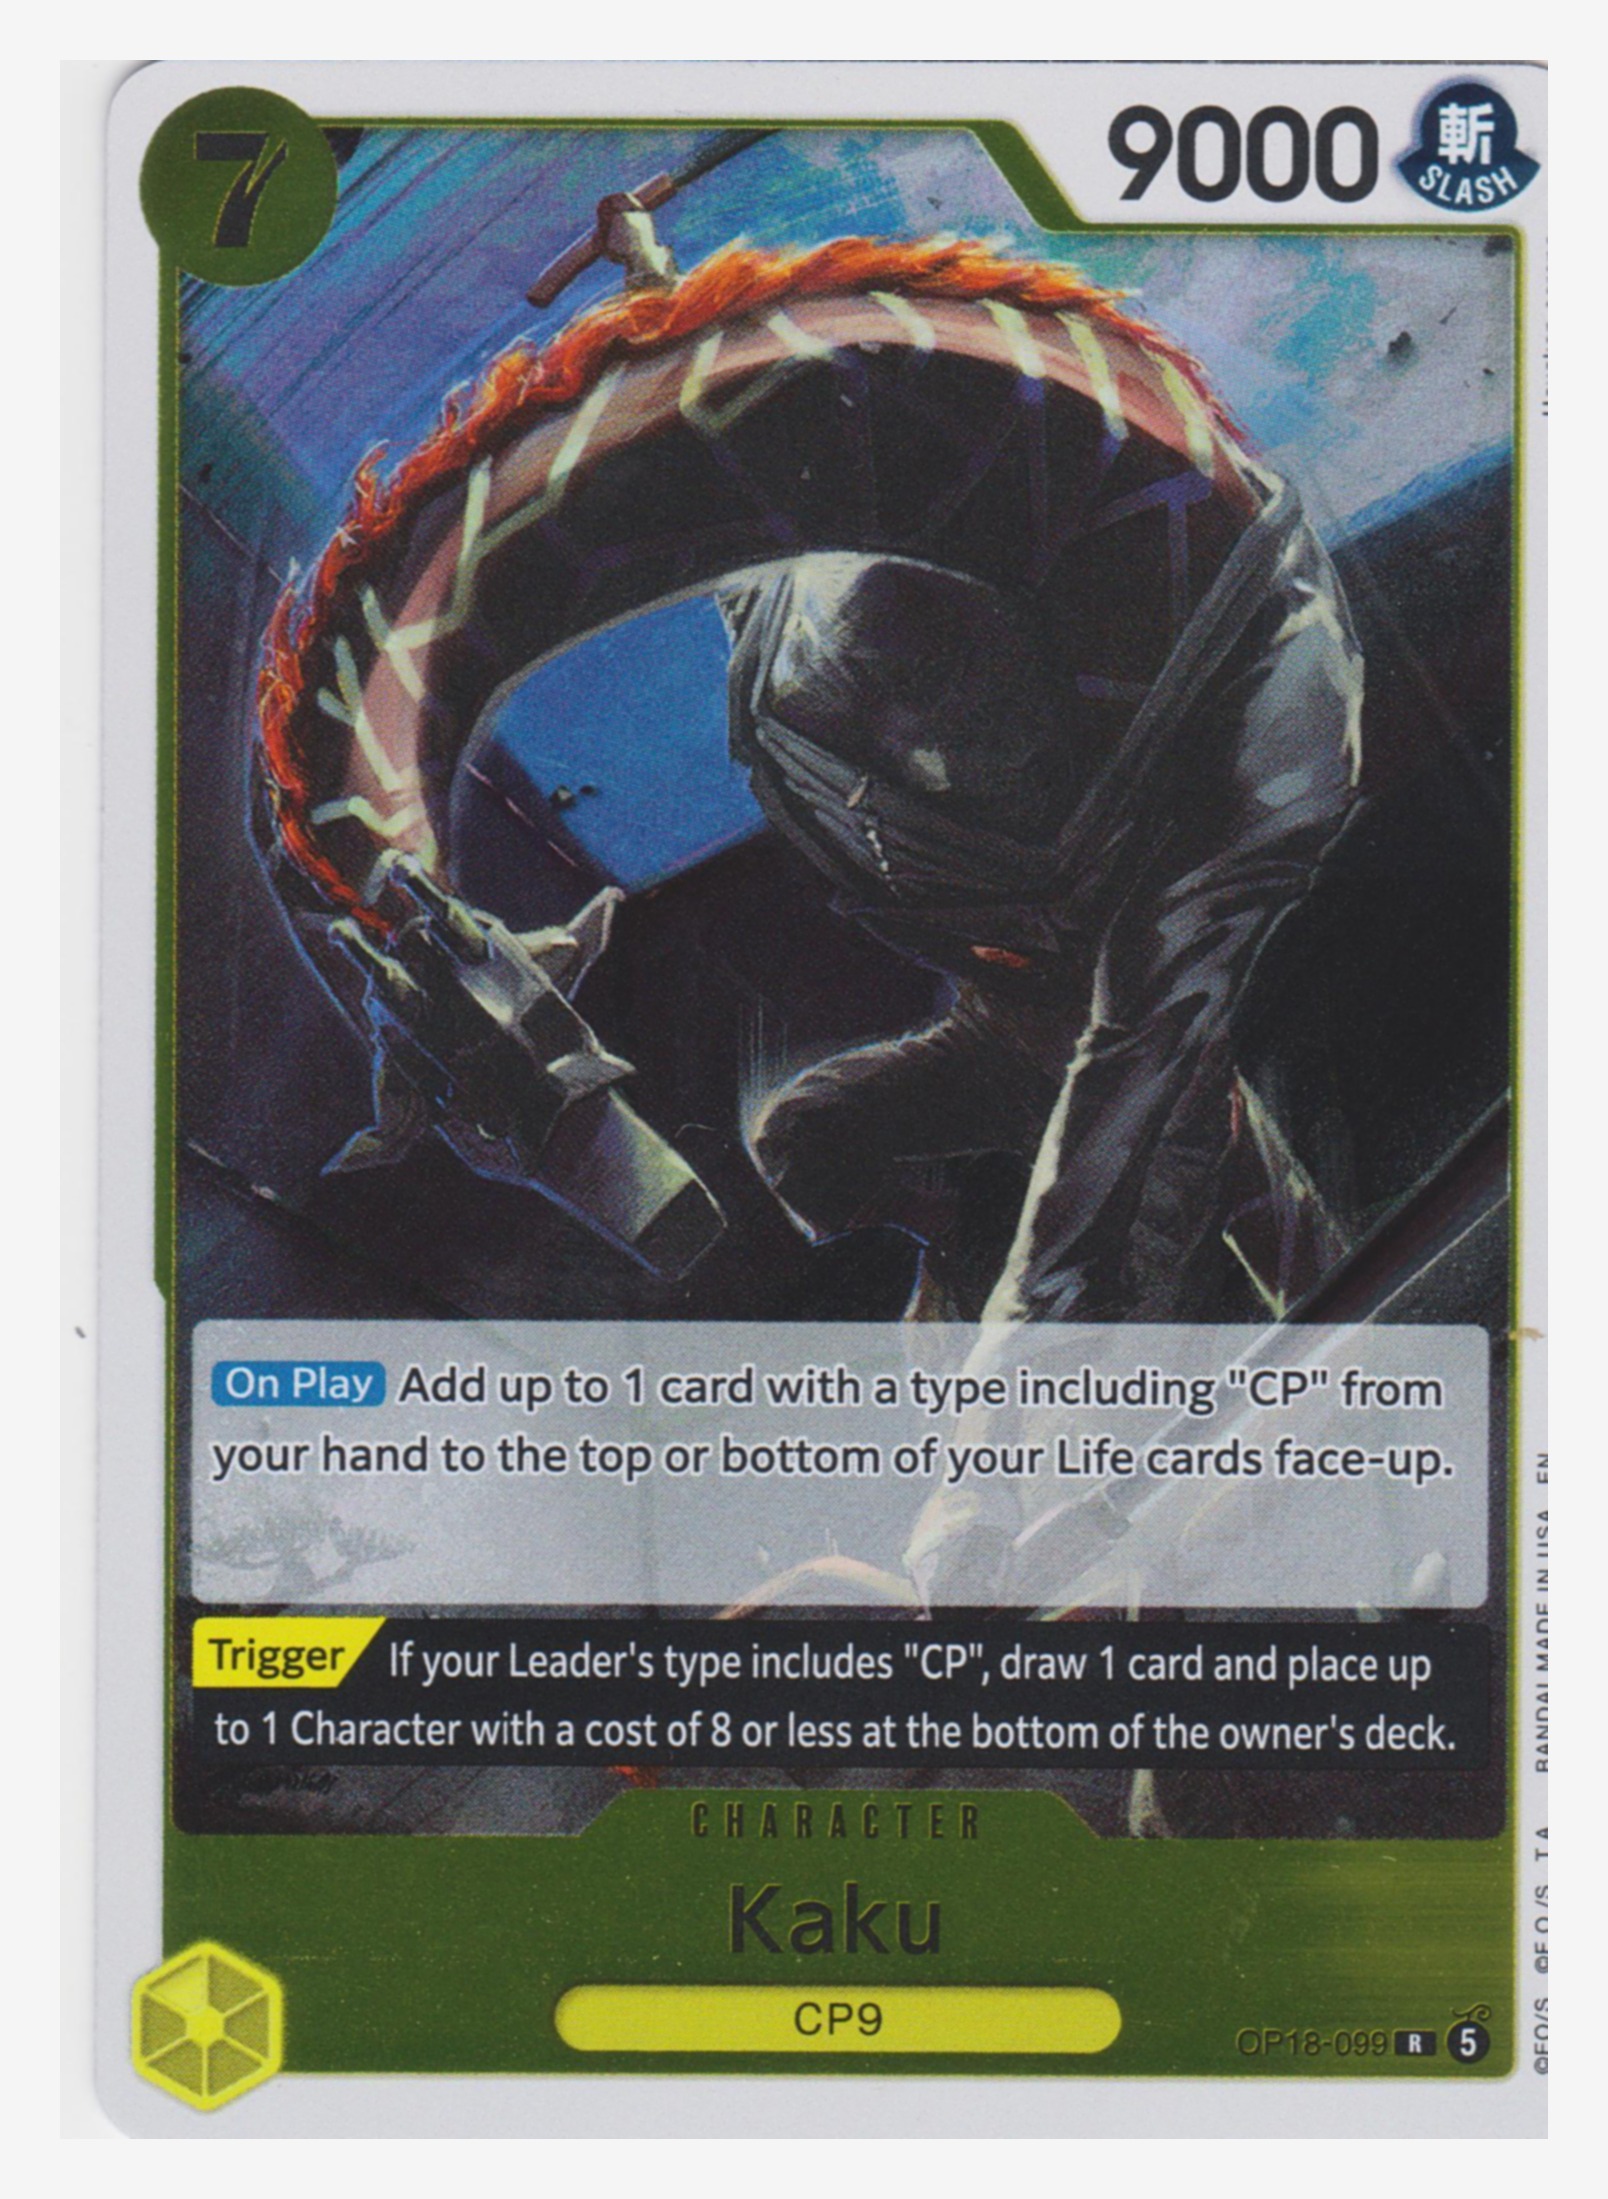 7
9000
斬
SLASH
On Play Add up to 1 card with a type including "CP" from
your hand to the top or bottom of your Life cards face-up.
Trigger If your Leader's type includes "CP", draw 1 card and place up
to 1 Character with a cost of 8 or less at the bottom of the owner's deck.
CHARACTER
Kaku
CP9
OP18-099 R 5
BANDAI MADE IN USA EN